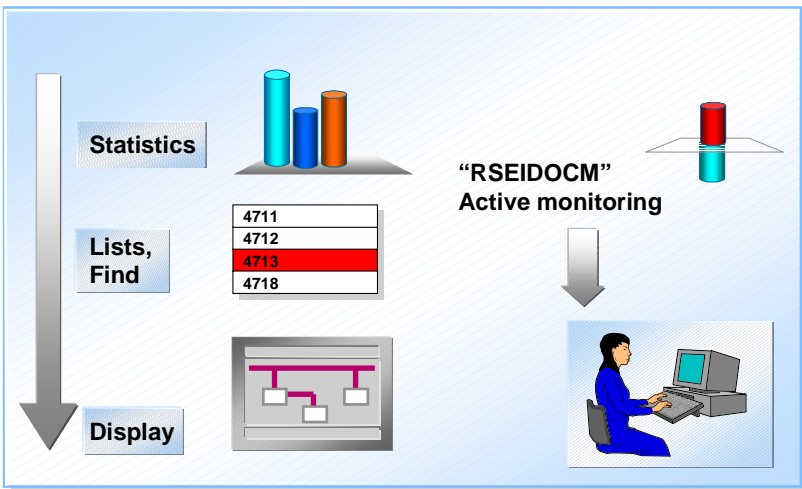 Statistics
"RSEIDOCM"
Active monitoring
4711
4712
4713
4718
Lists,
Find
Display